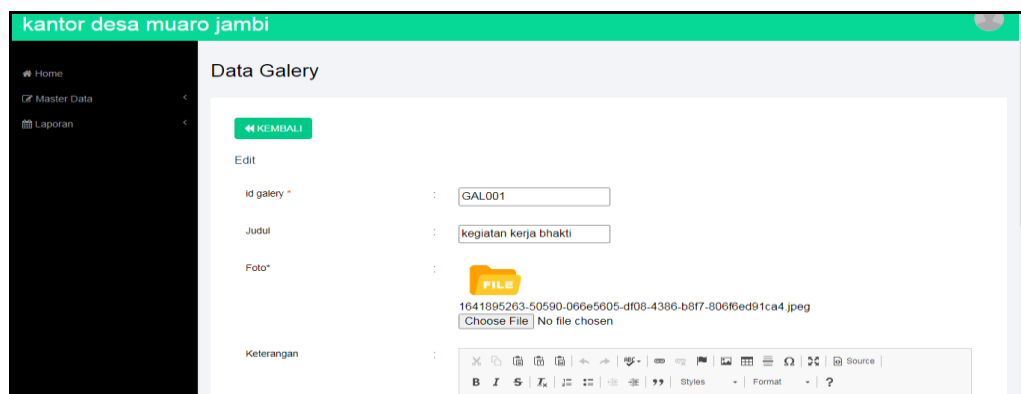 kantor desa muaro jambi
Home
Master Data
Laporan
Data Galery
KEMBALI
Edit
id galery * : GAL001
Judul : kegiatan kerja bhakti
Foto* :
FILE
1641895263-50590-066e5605-df08-4386-b8f7-806f6ed91ca4.jpeg
Choose File No file chosen
Keterangan :
ABC Ω Source
B I S Tx Styles Format ?